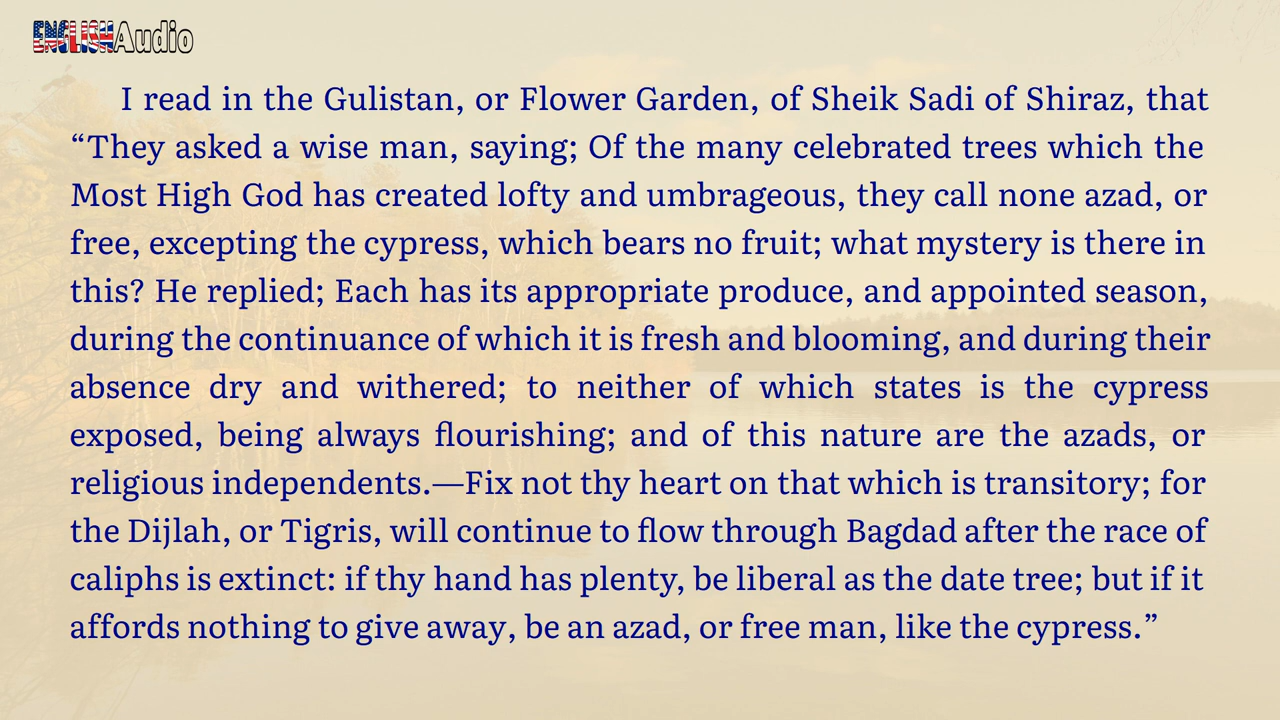 ENGLISHAudio
I read in the Gulistan, or Flower Garden, of Sheik Sadi of Shiraz, that
“They asked a wise man, saying; Of the many celebrated trees which the
Most High God has created lofty and umbrageous, they call none azad, or
free, excepting the cypress, which bears no fruit; what mystery is there in
this? He replied; Each has its appropriate produce, and appointed season,
during the continuance of which it is fresh and blooming, and during their
absence dry and withered; to neither of which states is the cypress
exposed, being always flourishing; and of this nature are the azads, or
religious independents.—Fix not thy heart on that which is transitory; for
the Dijlah, or Tigris, will continue to flow through Bagdad after the race of
caliphs is extinct: if thy hand has plenty, be liberal as the date tree; but if it
affords nothing to give away, be an azad, or free man, like the cypress.”